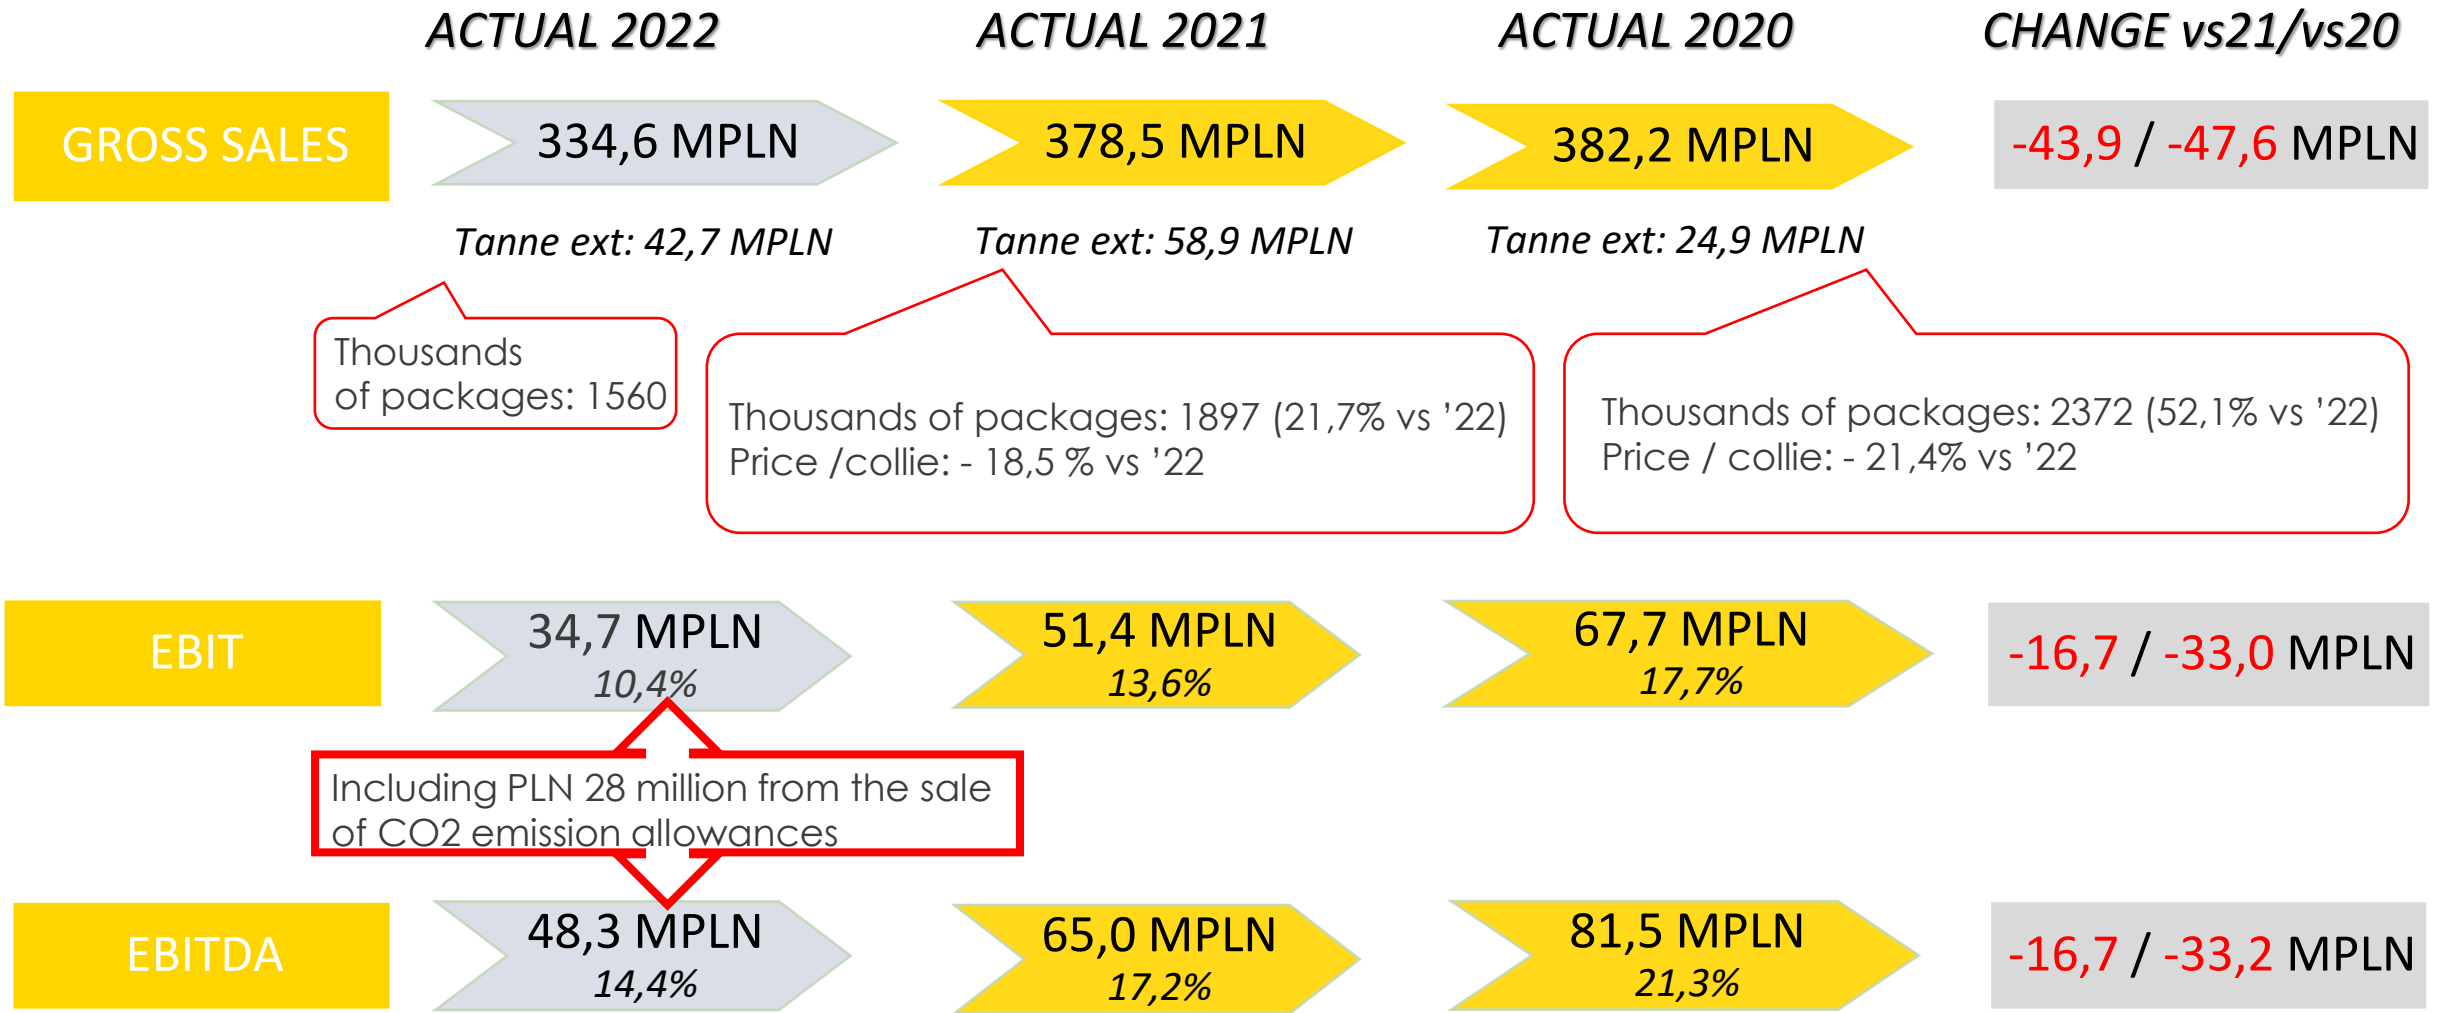 ACTUAL 2022
ACTUAL 2021
ACTUAL 2020
CHANGE vs21/vs20
GROSS SALES
334,6 MPLN
378,5 MPLN
382,2 MPLN
-43,9 / -47,6 MPLN
Tanne ext: 42,7 MPLN
Tanne ext: 58,9 MPLN
Tanne ext: 24,9 MPLN
Thousands
of packages: 1560
Thousands of packages: 1897 (21,7% vs ’22)
Price /collie: - 18,5 % vs ’22
Thousands of packages: 2372 (52,1% vs ’22)
Price / collie: - 21,4% vs ’22
EBIT
34,7 MPLN
10,4%
51,4 MPLN
13,6%
67,7 MPLN
17,7%
-16,7 / -33,0 MPLN
Including PLN 28 million from the sale
of CO2 emission allowances
EBITDA
48,3 MPLN
14,4%
65,0 MPLN
17,2%
81,5 MPLN
21,3%
-16,7 / -33,2 MPLN